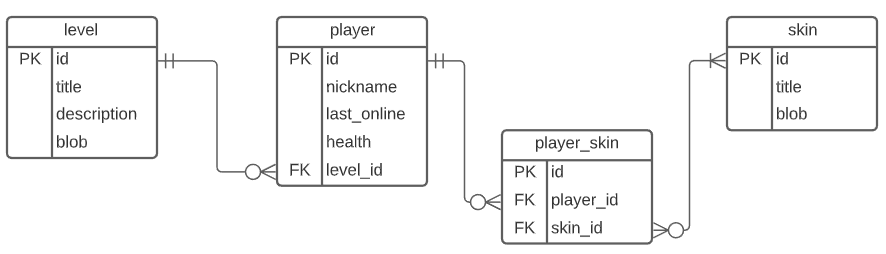 level
PK id
title
description
blob
player
PK id
nickname
last_online
health
FK level_id
player_skin
PK id
FK player_id
FK skin_id
skin
PK id
title
blob